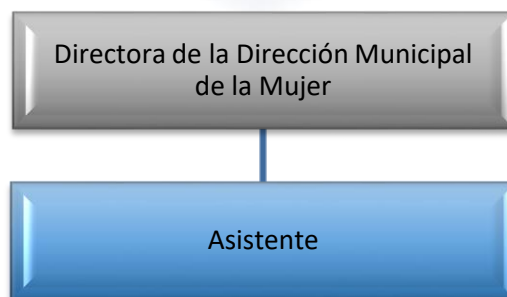 Directora de la Dirección Municipal
de la Mujer
Asistente